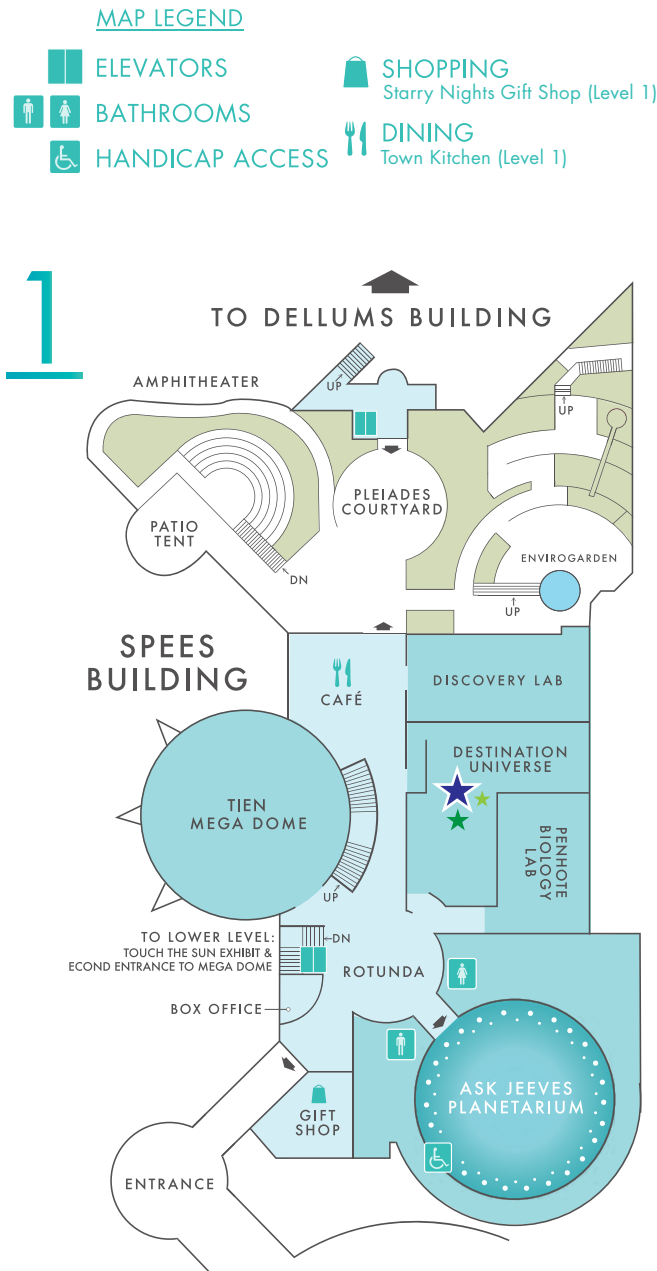 MAP LEGEND
ELEVATORS
BATHROOMS
HANDICAP ACCESS
SHOPPING
Starry Nights Gift Shop (Level 1)
DINING
Town Kitchen (Level 1)
1
TO DELLUMS BUILDING
AMPHITHEATER
UP
UP
PLEIADES
COURTYARD
PATIO
TENT
ENVIROGARDEN
DN
UP
SPEES
BUILDING
CAFÉ
DISCOVERY LAB
DESTINATION
UNIVERSE
TIEN
MEGA DOME
PENHOTE
BIOLOGY
LAB
UP
TO LOWER LEVEL:
TOUCH THE SUN EXHIBIT &
ECOND ENTRANCE TO MEGA DOME
DN
ROTUNDA
BOX OFFICE
ASK JEEVES
PLANETARIUM
GIFT
SHOP
ENTRANCE